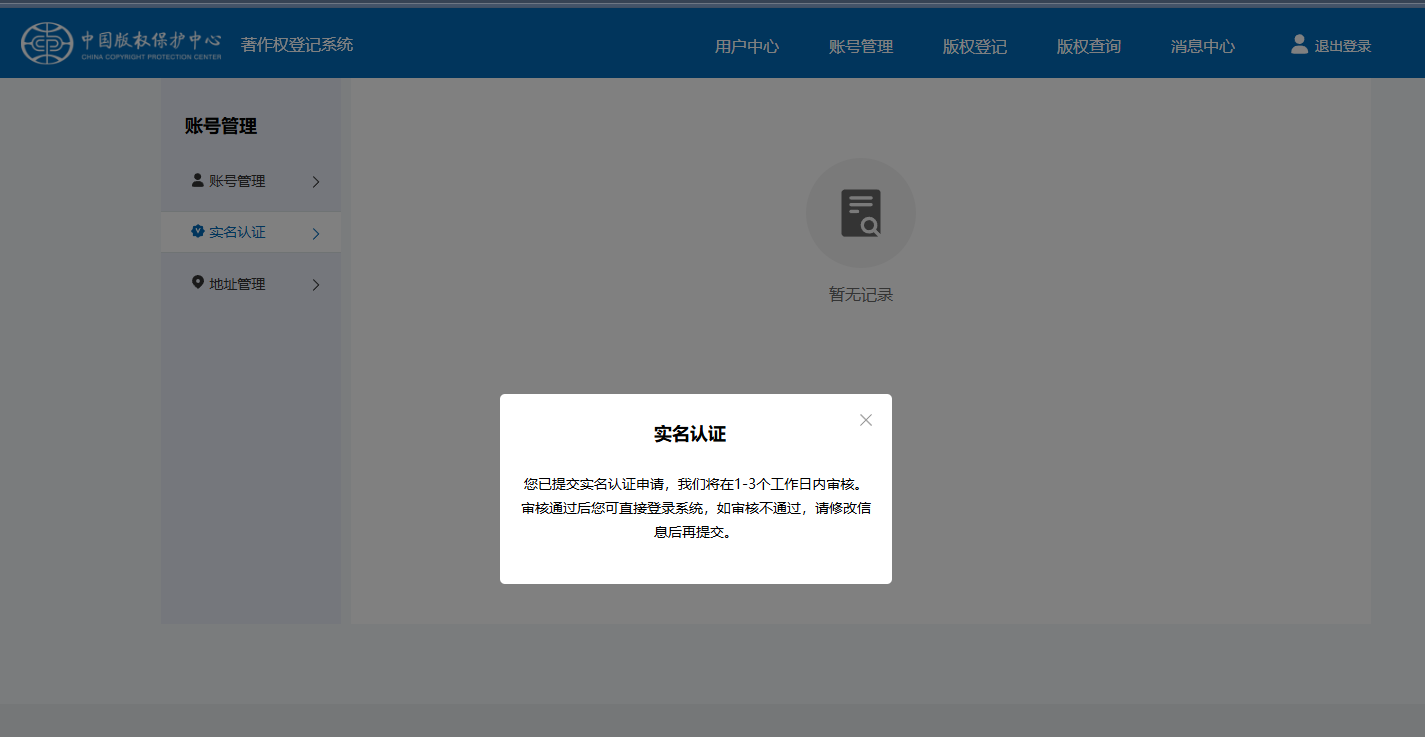 中国版权保护中心
CHINA COPYRIGHT PROTECTION CENTER
著作权登记系统
用户中心
账号管理
版权登记
版权查询
消息中心
退出登录
账号管理
账号管理
实名认证
地址管理
暂无记录
实名认证
您已提交实名认证申请，我们将在1-3个工作日内审核。
审核通过后您可直接登录系统，如审核不通过，请修改信
息后再提交。